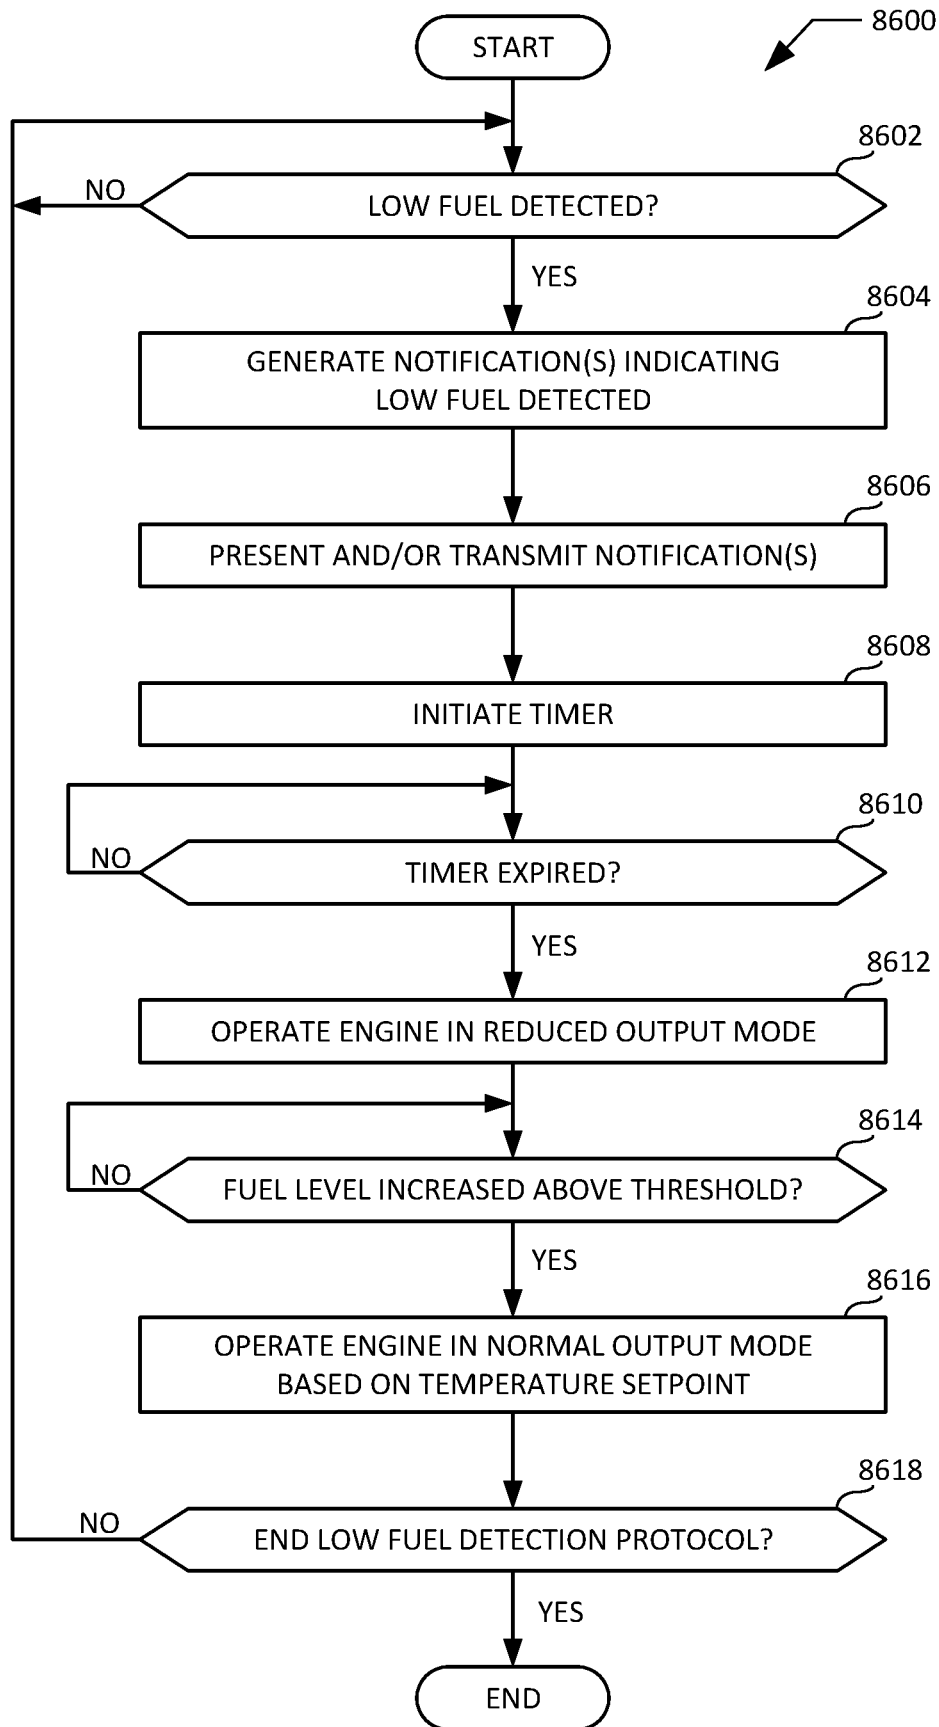 8600
START
8602
NO
LOW FUEL DETECTED?
YES
8604
GENERATE NOTIFICATION(S) INDICATING
LOW FUEL DETECTED
8606
PRESENT AND/OR TRANSMIT NOTIFICATION(S)
8608
INITIATE TIMER
8610
NO
TIMER EXPIRED?
YES
8612
OPERATE ENGINE IN REDUCED OUTPUT MODE
8614
NO
FUEL LEVEL INCREASED ABOVE THRESHOLD?
YES
8616
OPERATE ENGINE IN NORMAL OUTPUT MODE
BASED ON TEMPERATURE SETPOINT
8618
NO
END LOW FUEL DETECTION PROTOCOL?
YES
END